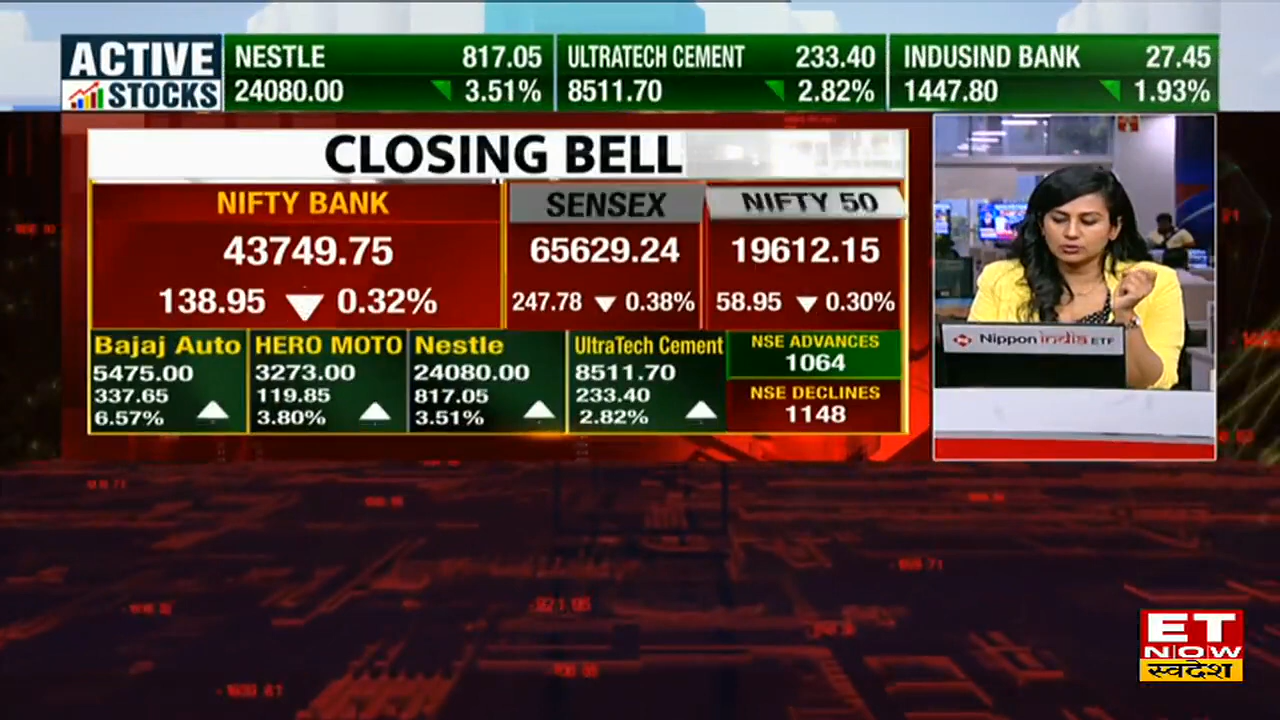 ACTIVE STOCKS
NESTLE 817.05
24080.00 3.51%
ULTRATECH CEMENT 233.40
8511.70 2.82%
INDUSIND BANK 27.45
1447.80 1.93%
CLOSING BELL
NIFTY BANK
43749.75
138.95 0.32%
SENSEX
65629.24
247.78 0.38%
NIFTY 50
19612.15
58.95 0.30%
Bajaj Auto
5475.00
337.65
6.57%
HERO MOTO
3273.00
119.85
3.80%
Nestle
24080.00
817.05
3.51%
UltraTech Cement
8511.70
233.40
2.82%
NSE ADVANCES
1064
NSE DECLINES
1148
Nippon india ETF
ET
NOW
स्वदेश